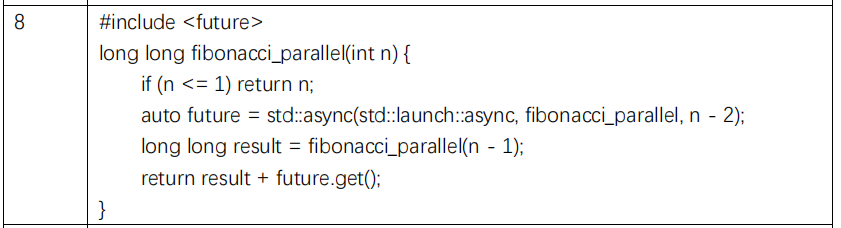 8
#include <future>
long long fibonacci_parallel(int n) {
if (n <= 1) return n;
auto future = std::async(std::launch::async, fibonacci_parallel, n - 2);
long long result = fibonacci_parallel(n - 1);
return result + future.get();
}